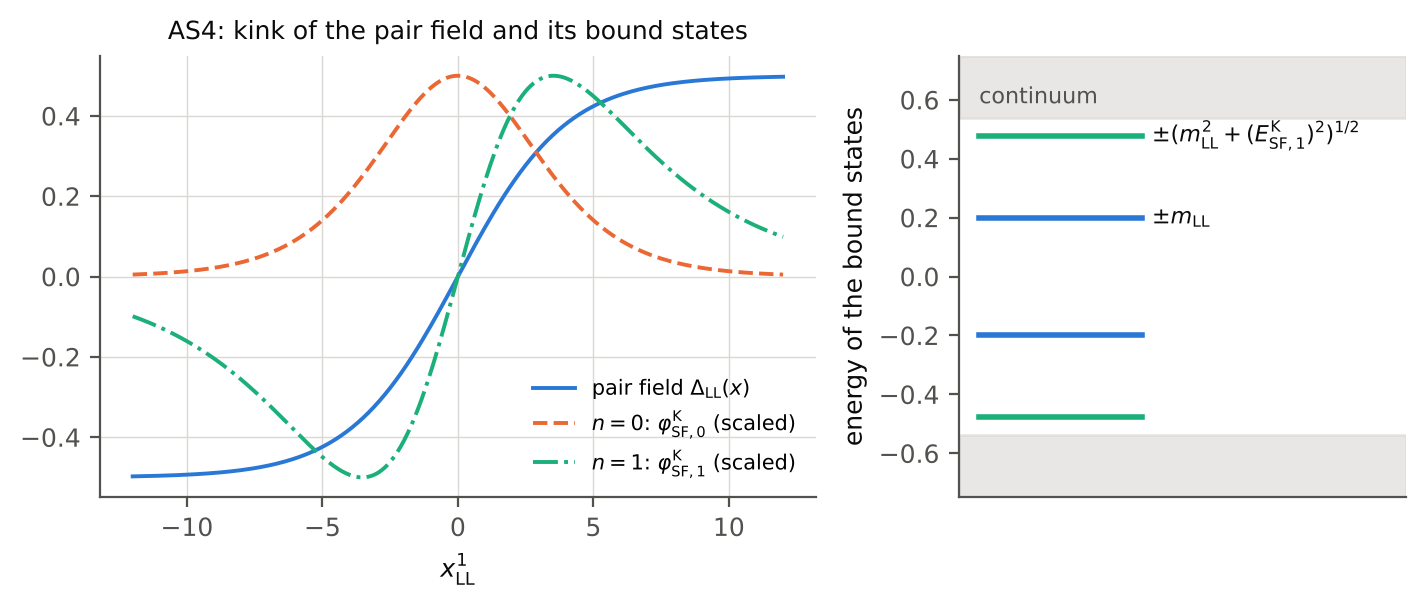 AS4: kink of the pair field and its bound states
0.4
0.2
0.0
−0.2
−0.4
−10
−5
0
5
10
x¹_LL
pair field Δ_LL(x)
n = 0: φ^K_SF, 0 (scaled)
n = 1: φ^K_SF, 1 (scaled)
energy of the bound states
0.6
0.4
0.2
0.0
−0.2
−0.4
−0.6
continuum
±(m²_LL + (E^K_SF, 1)²)^1/2
±m_LL